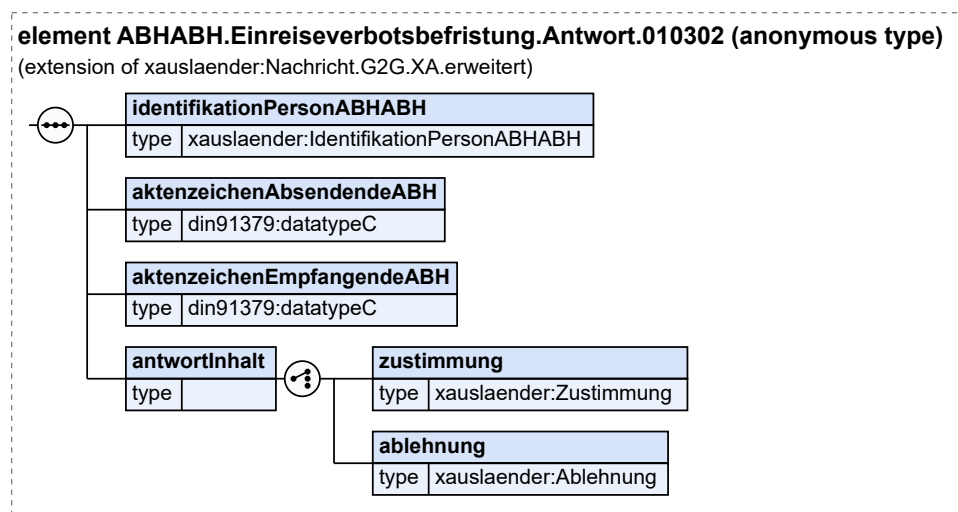 element ABHABH.Einreiseverbotsbefristung.Antwort.010302 (anonymous type)
(extension of xauslaender:Nachricht.G2G.XA.erweitert)
identifikationPersonABHABH
type xauslaender:IdentifikationPersonABHABH
aktenzeichenAbsendendeABH
type din91379:datatypeC
aktenzeichenEmpfangendeABH
type din91379:datatypeC
antwortInhalt
type
zustimmung
type xauslaender:Zustimmung
ablehnung
type xauslaender:Ablehnung